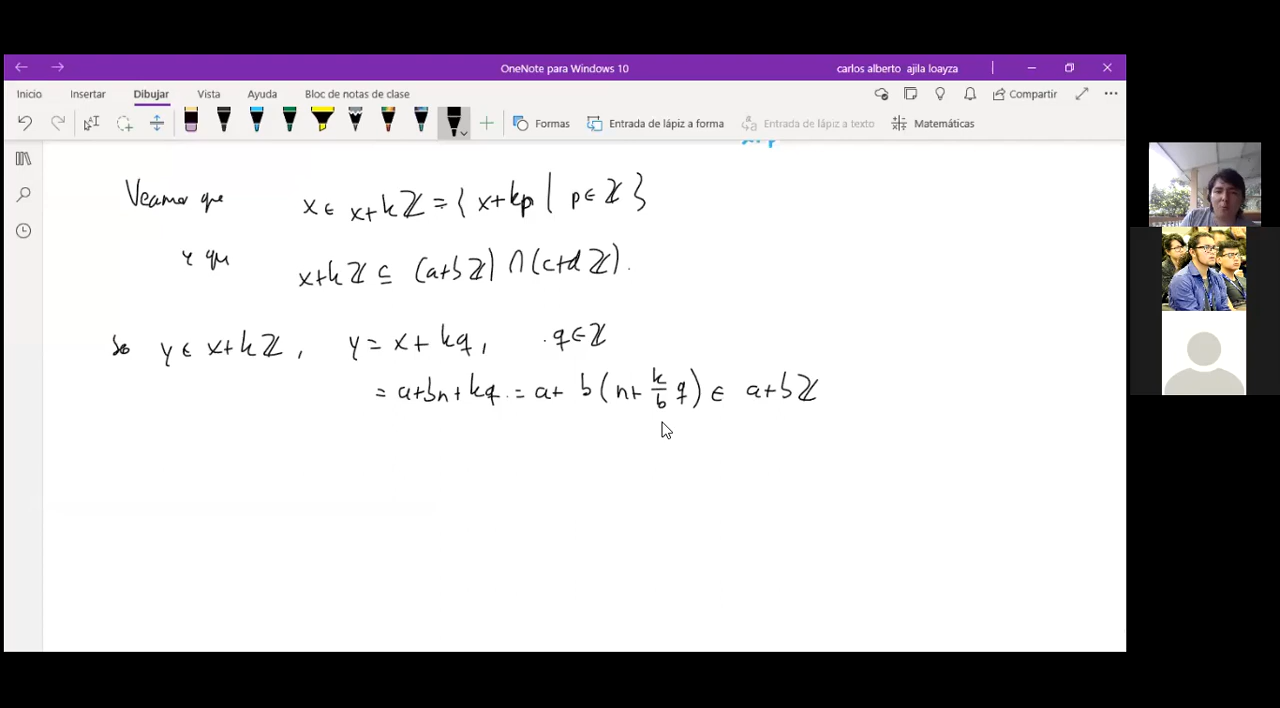 OneNote para Windows 10
carlos alberto ajila loayza
Inicio Insertar Dibujar Vista Ayuda Bloc de notas de clase
Compartir
Formas Entrada de lápiz a forma Entrada de lápiz a texto Matemáticas
Veamos que x ∈ x+kℤ = { x+kp | p∈ℤ }
y que x+kℤ ⊆ (a+bℤ) ∩ (c+dℤ).
y ∈ x+kℤ, y = x + kq, q∈ℤ
= a+bn+kq = a+ b(n+ k/b q) ∈ a+bℤ